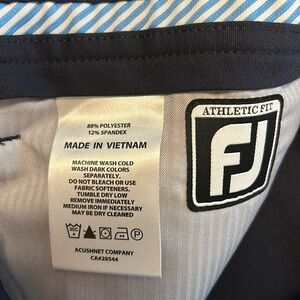 88% POLYESTER
12% SPANDEX
MADE IN VIETNAM
MACHINE WASH COLD
WASH DARK COLORS
SEPARATELY.
DO NOT BLEACH OR USE
FABRIC SOFTENERS.
TUMBLE DRY LOW
REMOVE IMMEDIATELY
MEDIUM IRON IF NECESSARY
MAY BE DRY CLEANED
ACUSHNET COMPANY
CA#28544
ATHLETIC FIT
FJ